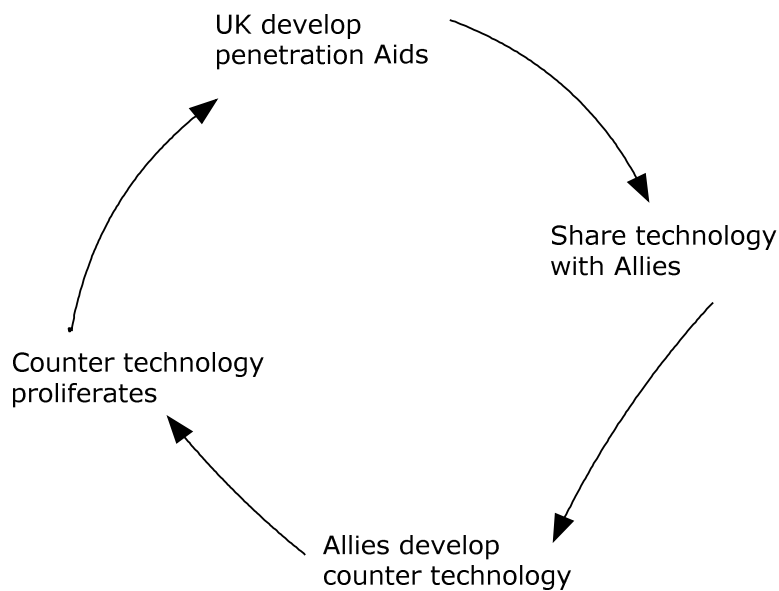 UK develop
penetration Aids
Share technology
with Allies
Allies develop
counter technology
Counter technology
proliferates